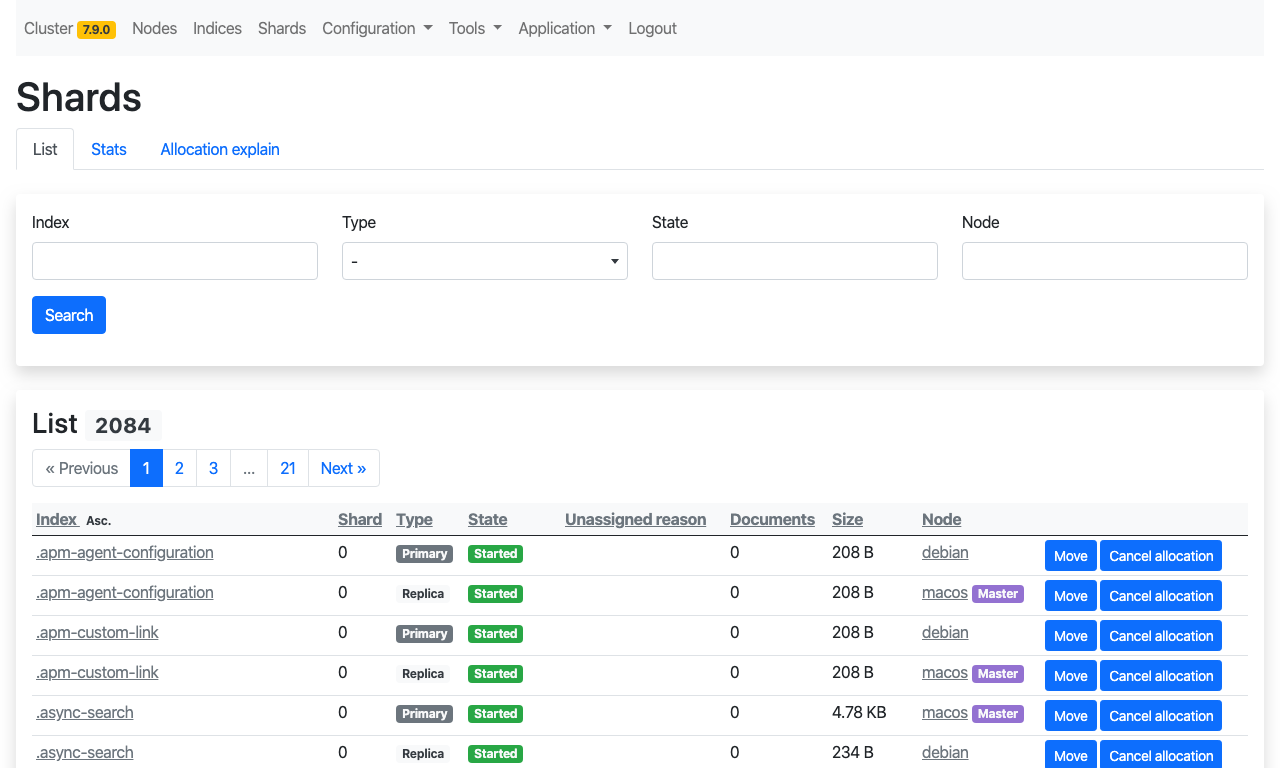 Cluster 7.9.0 Nodes Indices Shards Configuration Tools Application Logout
Shards
List Stats Allocation explain
Index Type State Node
-
Search
List 2084
« Previous 1 2 3 ... 21 Next »
Index Asc. Shard Type State Unassigned reason Documents Size Node
.apm-agent-configuration 0 Primary Started 0 208 B debian Move Cancel allocation
.apm-agent-configuration 0 Replica Started 0 208 B macos Master Move Cancel allocation
.apm-custom-link 0 Primary Started 0 208 B debian Move Cancel allocation
.apm-custom-link 0 Replica Started 0 208 B macos Master Move Cancel allocation
.async-search 0 Primary Started 0 4.78 KB macos Master Move Cancel allocation
.async-search 0 Replica Started 0 234 B debian Move Cancel allocation